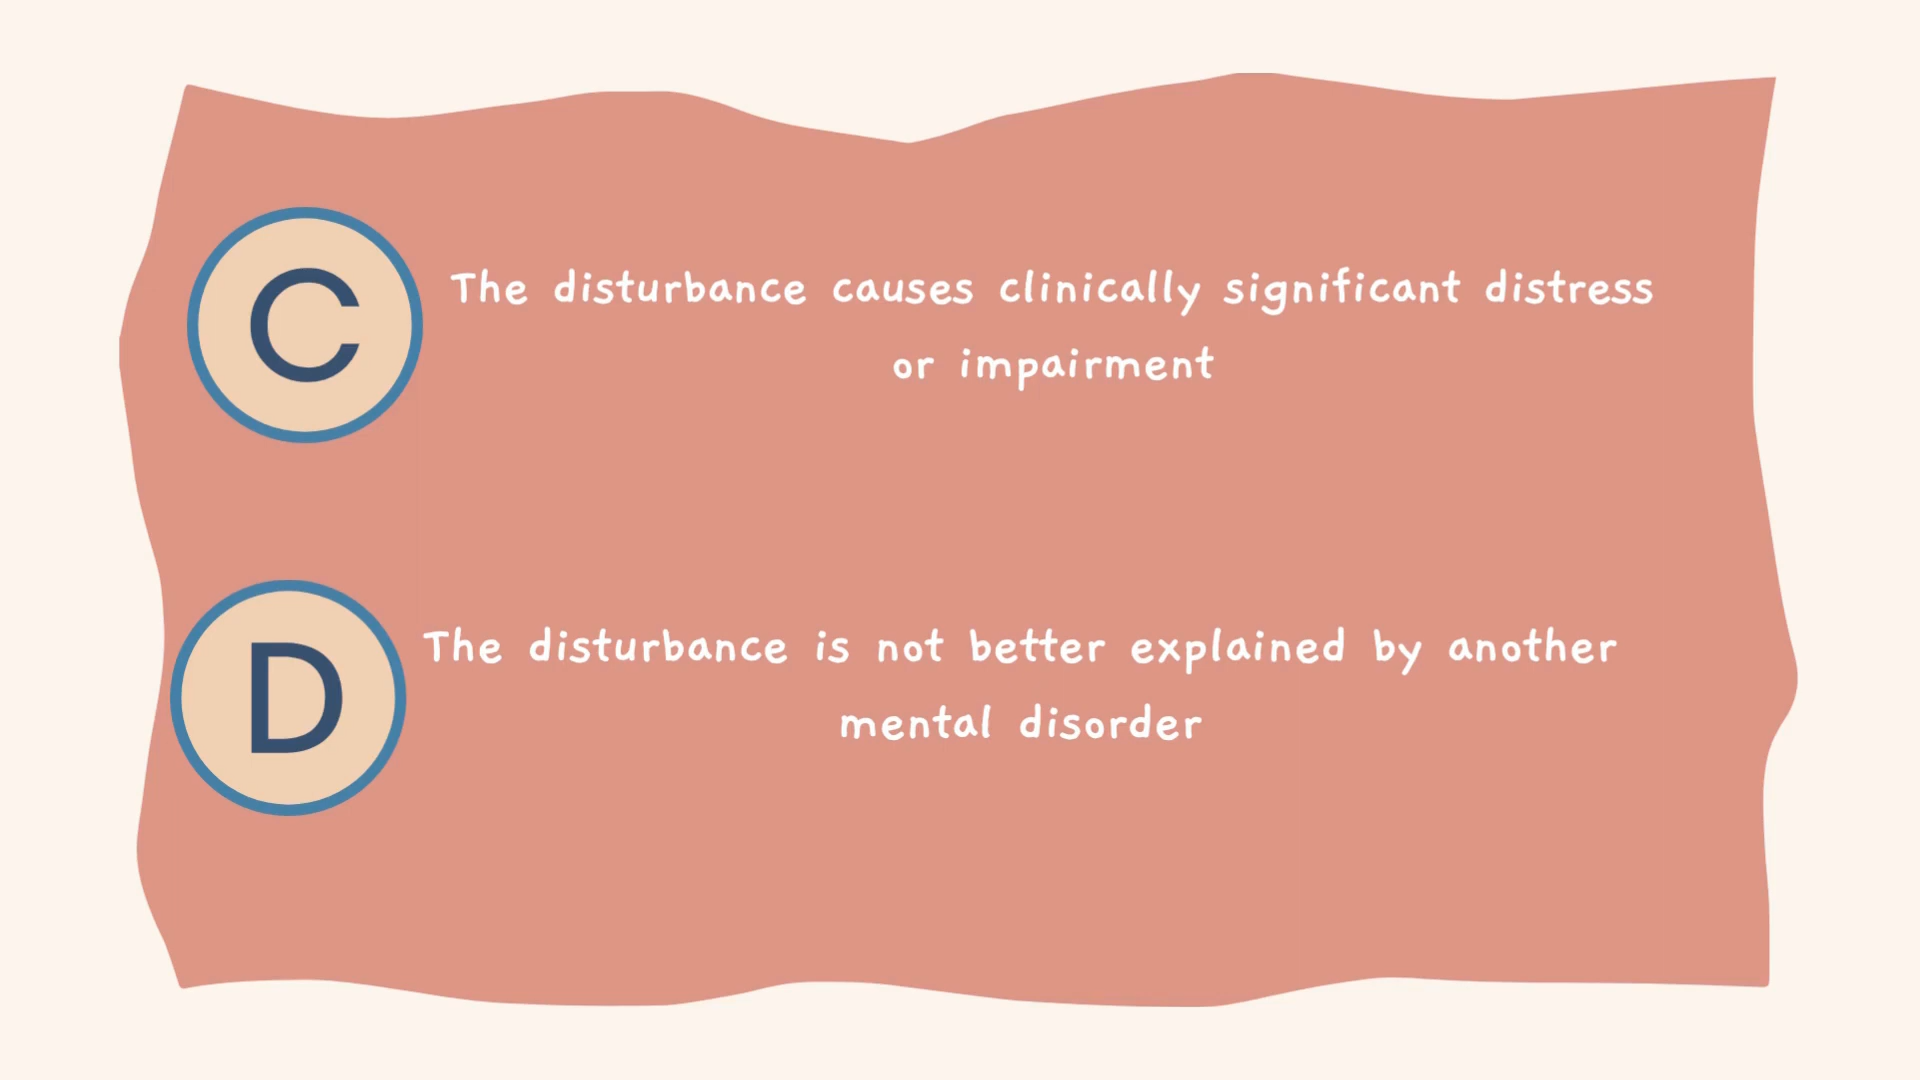 C
The disturbance causes clinically significant distress
or impairment
D
The disturbance is not better explained by another
mental disorder